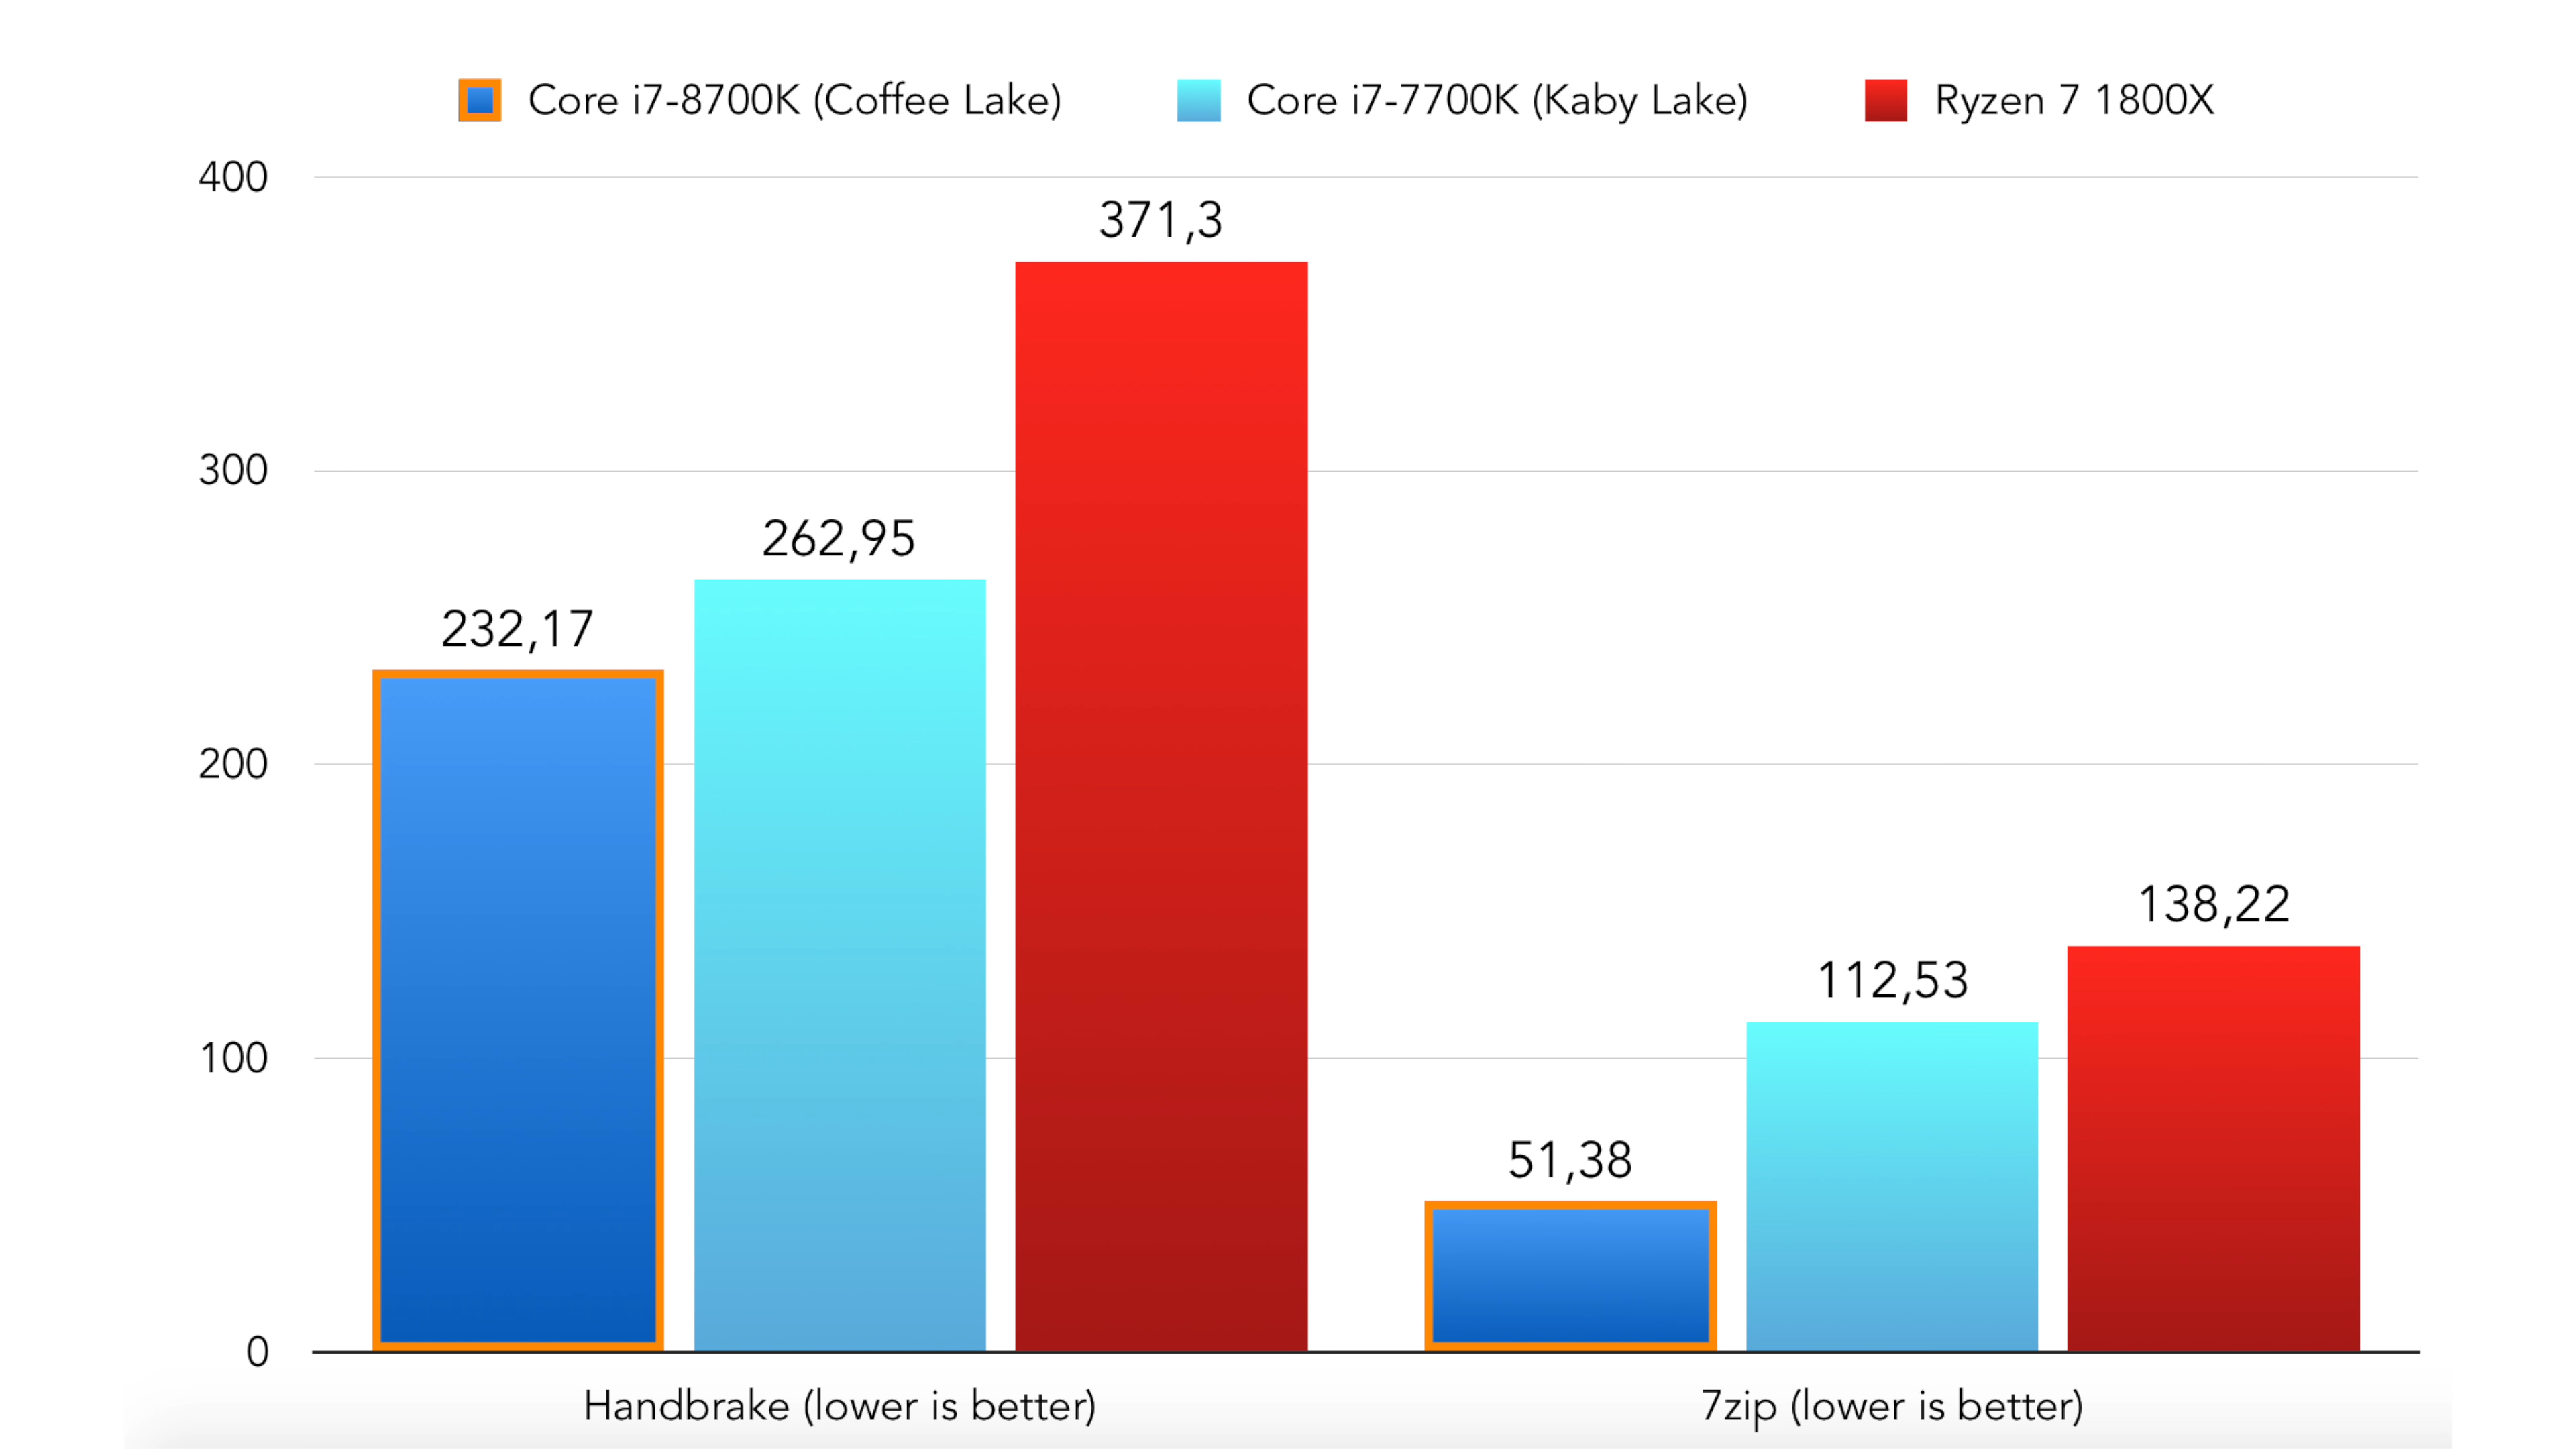 Core i7-8700K (Coffee Lake)
Core i7-7700K (Kaby Lake)
Ryzen 7 1800X
400
300
200
100
0
232,17
262,95
371,3
51,38
112,53
138,22
Handbrake (lower is better)
7zip (lower is better)